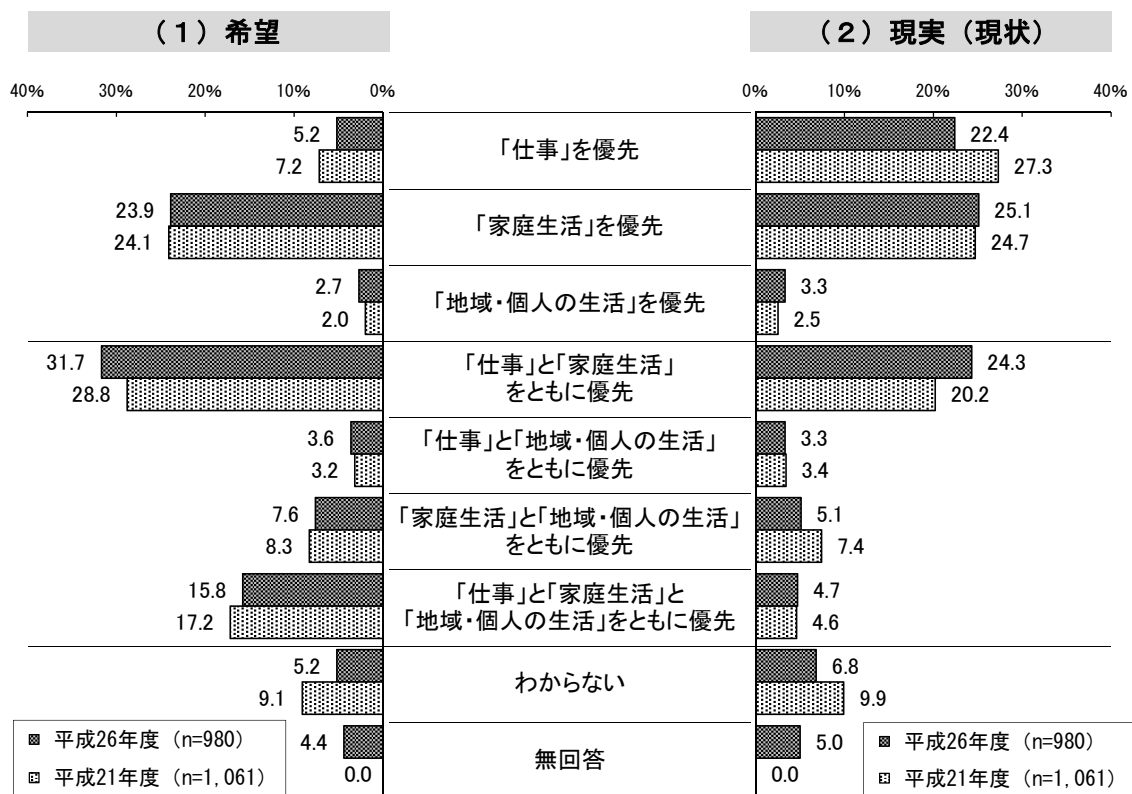 （１）希望
（２）現実（現状）
40% 30% 20% 10% 0%
0% 10% 20% 30% 40%
5.2 「仕事」を優先 22.4
7.2 27.3
23.9 「家庭生活」を優先 25.1
24.1 24.7
2.7 「地域・個人の生活」を優先 3.3
2.0 2.5
31.7 「仕事」と「家庭生活」 24.3
28.8 をともに優先 20.2
3.6 「仕事」と「地域・個人の生活」 3.3
3.2 をともに優先 3.4
7.6 「家庭生活」と「地域・個人の生活」 5.1
8.3 をともに優先 7.4
15.8 「仕事」と「家庭生活」と 4.7
17.2 「地域・個人の生活」をともに優先 4.6
5.2 わからない 6.8
9.1 9.9
4.4 無回答 5.0
0.0 0.0
平成26年度（n=980）
平成21年度（n=1,061）
平成26年度（n=980）
平成21年度（n=1,061）